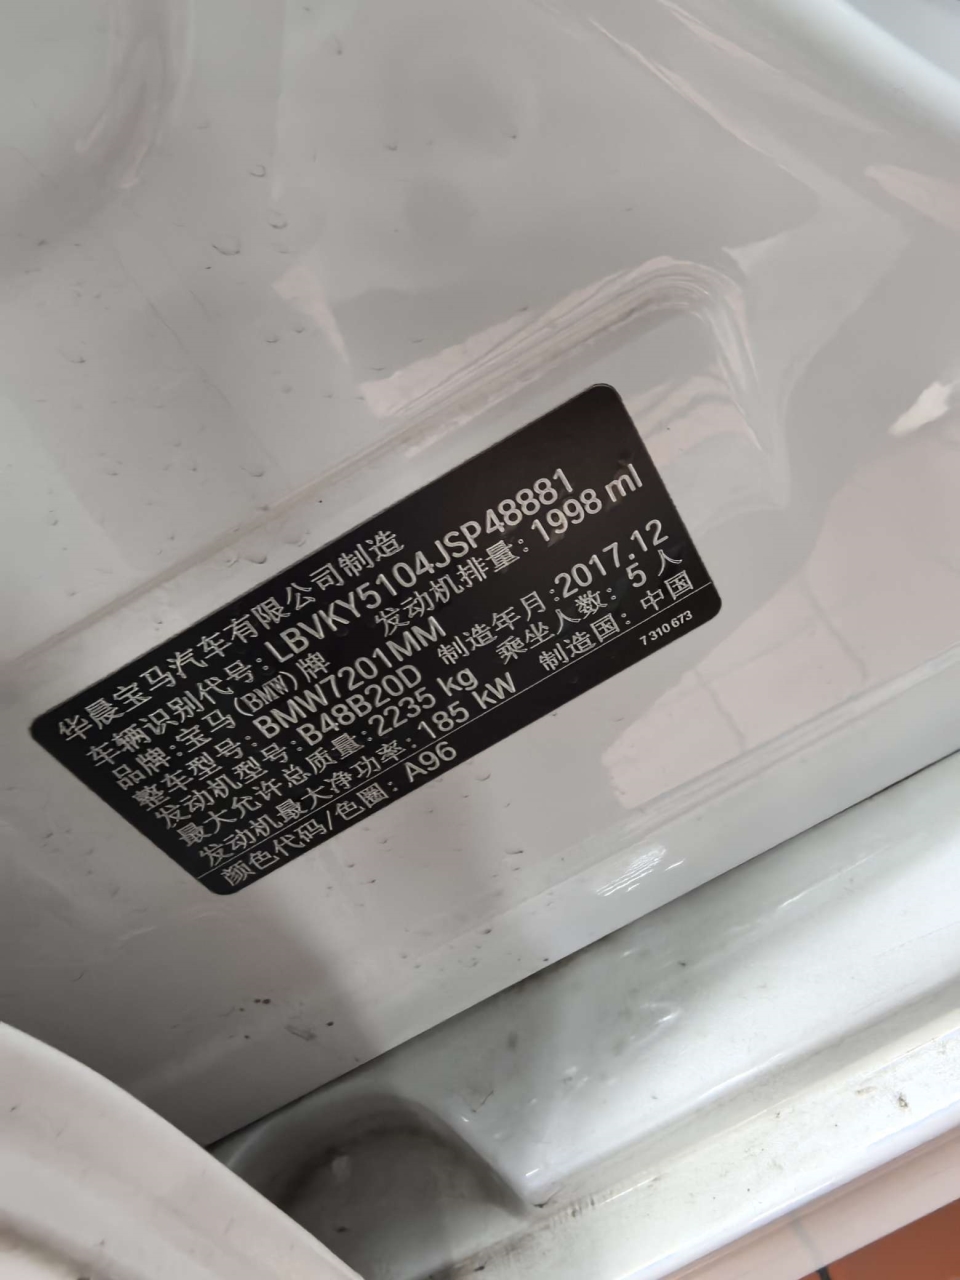 华晨宝马汽车有限公司制造
车辆识别代号：LBVKY5104JSP48881
品牌：宝马(BMW)牌 发动机排量：1998 ml
整车型号：BMW7201MM
发动机型号：B48B20D 制造年月：2017.12
最大允许总质量：2235 kg 乘坐人数：5 人
发动机最大净功率：185 kW 制造国：中国
颜色代码/色圈：A96 7 310 673